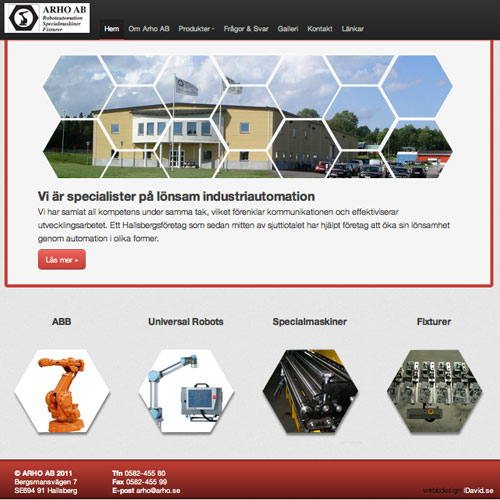 ARHO AB
Robotautomation
Specialmaskiner
Fixturer
Hem Om Arho AB Produkter Frågor & Svar Galleri Kontakt Länkar
Vi är specialister på lönsam industriautomation
Vi har samlat all kompetens under samma tak, vilket förenklar kommunikationen och effektiviserar
utvecklingsarbetet. Ett Hallsbergsföretag som sedan mitten av sjuttiotalet har hjälpt företag att öka sin lönsamhet
genom automation i olika former.
Läs mer »
ABB Universal Robots Specialmaskiner Fixturer
© ARHO AB 2011 Tfn 0582-455 80
Bergsmansvägen 7 Fax 0582-455 99
SE694 91 Hallsberg E-post arho@arho.se webbdesign iDavid.se